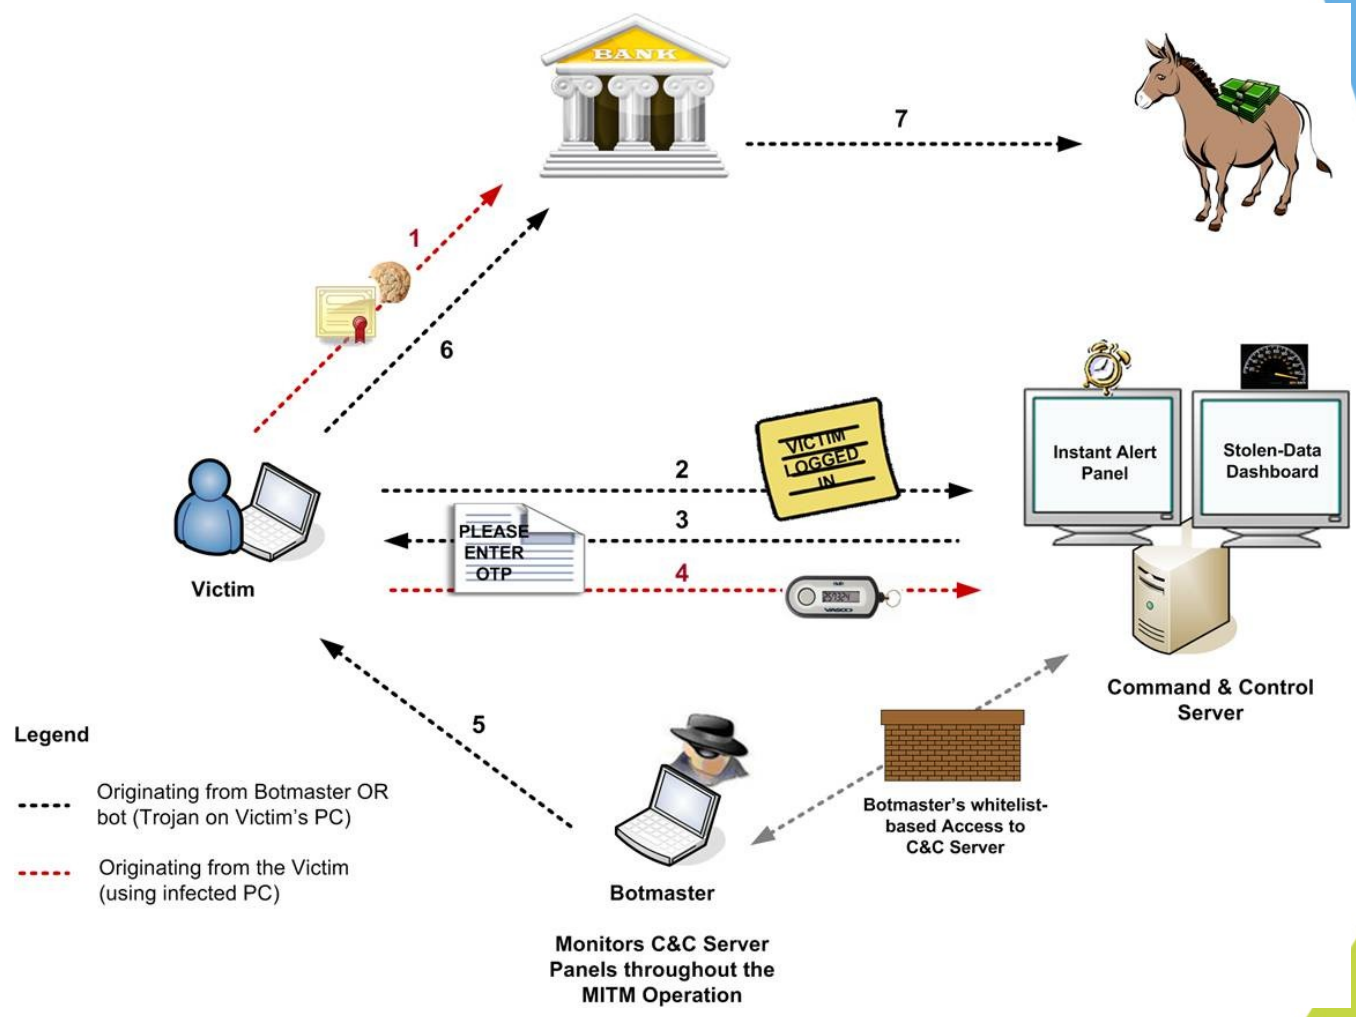 BANK
7
1
6
VICTIM
LOGGED
IN
2
3
PLEASE
ENTER
OTP
4
Instant Alert
Panel
Stolen-Data
Dashboard
Victim
Command & Control
Server
5
Legend
Originating from Botmaster OR
bot (Trojan on Victim's PC)
Originating from the Victim
(using infected PC)
Botmaster's whitelist-
based Access to
C&C Server
Botmaster
Monitors C&C Server
Panels throughout the
MITM Operation